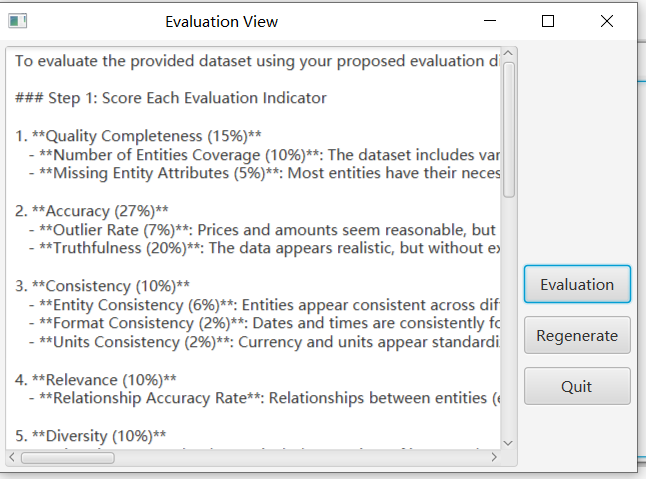 Evaluation View
To evaluate the provided dataset using your proposed evaluation d
### Step 1: Score Each Evaluation Indicator
1. **Quality Completeness (15%)**
- **Number of Entities Coverage (10%)**: The dataset includes var
- **Missing Entity Attributes (5%)**: Most entities have their neces
2. **Accuracy (27%)**
- **Outlier Rate (7%)**: Prices and amounts seem reasonable, but
- **Truthfulness (20%)**: The data appears realistic, but without ex
3. **Consistency (10%)**
- **Entity Consistency (6%)**: Entities appear consistent across dif
- **Format Consistency (2%)**: Dates and times are consistently fo
- **Units Consistency (2%)**: Currency and units appear standardi
4. **Relevance (10%)**
- **Relationship Accuracy Rate**: Relationships between entities (
5. **Diversity (10%)**
Evaluation
Regenerate
Quit